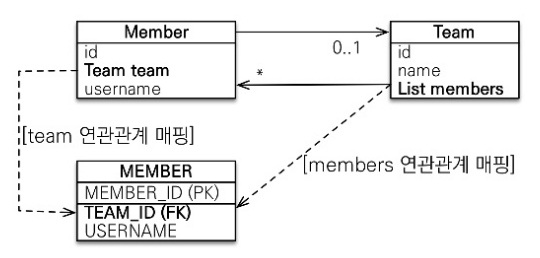 Member
id
Team team
username
0..1
*
Team
id
name
List members
[team 연관관계 매핑]
[members 연관관계 매핑]
MEMBER
MEMBER_ID (PK)
TEAM_ID (FK)
USERNAME